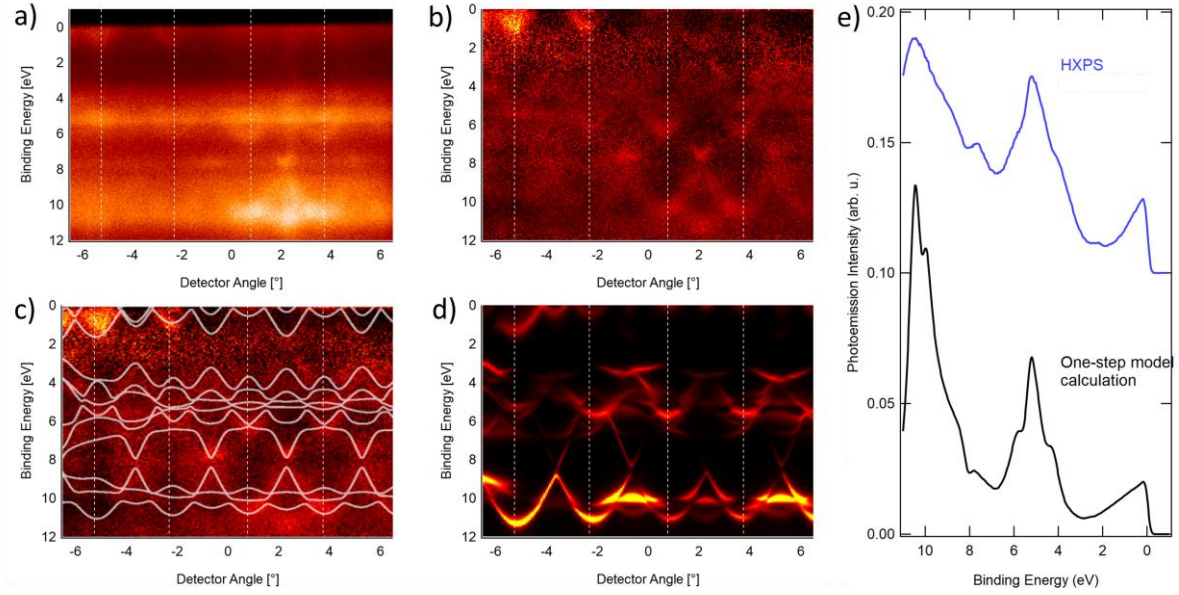 a)
0
2
4
6
8
10
12
Binding Energy [eV]
-6 -4 -2 0 2 4 6
Detector Angle [°]
b)
0
2
4
6
8
10
12
Binding Energy [eV]
-6 -4 -2 0 2 4 6
Detector Angle [°]
c)
0
2
4
6
8
10
12
Binding Energy [eV]
-6 -4 -2 0 2 4 6
Detector Angle [°]
d)
0
2
4
6
8
10
12
Binding Energy [eV]
-6 -4 -2 0 2 4 6
Detector Angle [°]
e)
0.20
0.15
0.10
0.05
0.00
Photoemission Intensity (arb. u.)
HXPS
One-step model
calculation
10 8 6 4 2 0
Binding Energy (eV)